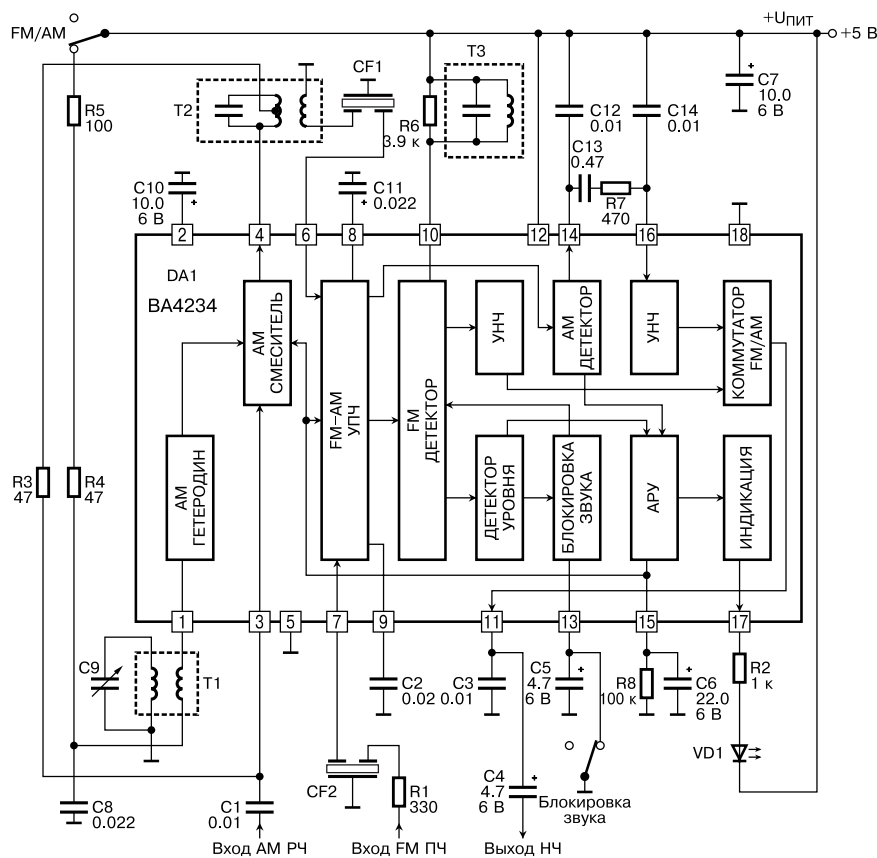 +UПИТ
FM/AM
+5 В
T3
CF1
C7
10.0
6 В
R5
100
T2
C12
0.01
C14
0.01
R6
3.9 к
C13
0.47
C10
10.0
6 В
C11
0.022
R7
470
2
4
6
8
10
12
14
16
18
DA1
BA4234
АМ
СМЕСИТЕЛЬ
УНЧ
АМ
ДЕТЕКТОР
УНЧ
КОММУТАТОР
FM/AM
FM-AM
УПЧ
FM
ДЕТЕКТОР
АМ
ГЕТЕРОДИН
ДЕТЕКТОР
УРОВНЯ
БЛОКИРОВКА
ЗВУКА
АРУ
ИНДИКАЦИЯ
R3
47
R4
47
1
3
5
7
9
11
13
15
17
C9
T1
C2
0.02
C3
0.01
C5
4.7
6 В
R8
100 к
C6
22.0
6 В
R2
1 к
VD1
C8
0.022
C1
0.01
CF2
R1
330
C4
4.7
6 В
Блокировка
звука
Вход АМ РЧ
Вход FM ПЧ
Выход НЧ